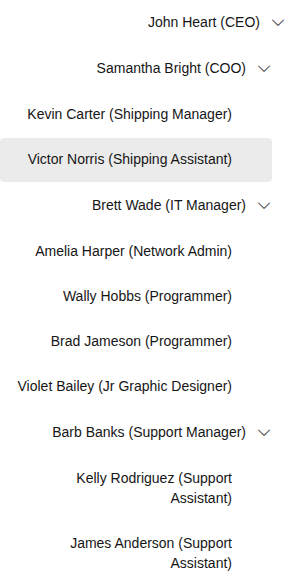 John Heart (CEO)
Samantha Bright (COO)
Kevin Carter (Shipping Manager)
Victor Norris (Shipping Assistant)
Brett Wade (IT Manager)
Amelia Harper (Network Admin)
Wally Hobbs (Programmer)
Brad Jameson (Programmer)
Violet Bailey (Jr Graphic Designer)
Barb Banks (Support Manager)
Kelly Rodriguez (Support
Assistant)
James Anderson (Support
Assistant)